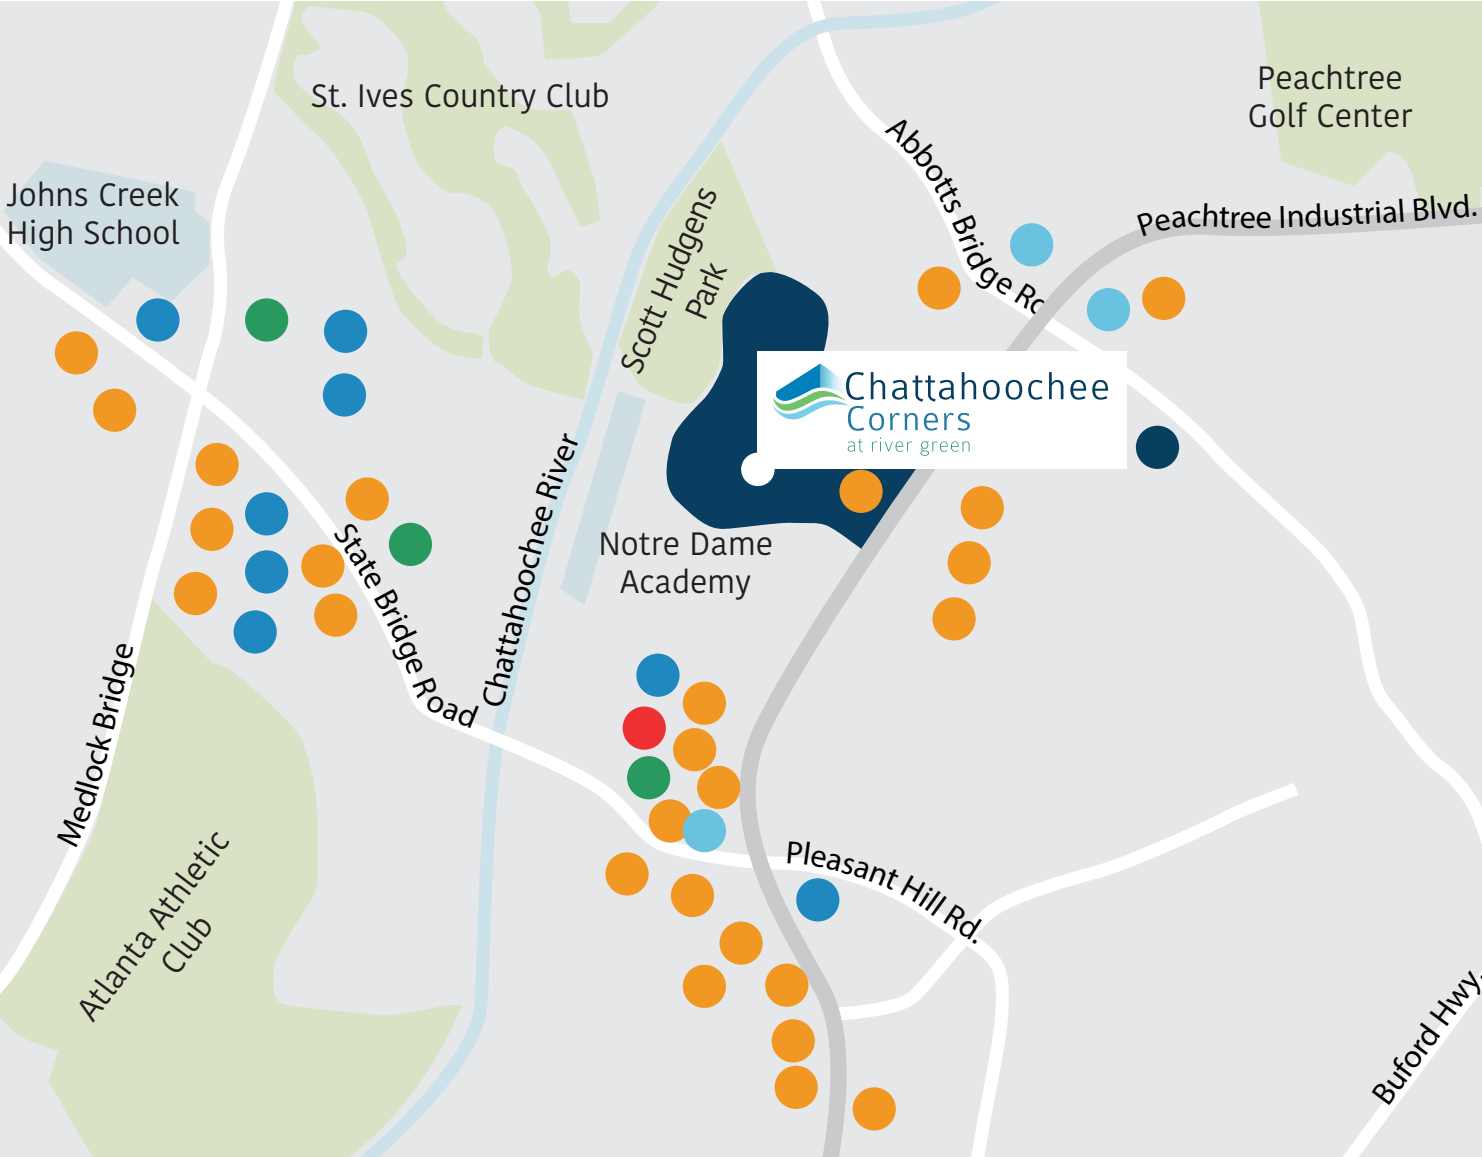 St. Ives Country Club
Peachtree
Golf Center
Johns Creek
High School
Abbotts Bridge Rd
Peachtree Industrial Blvd.
Scott Hudgens
Park
Chattahoochee
Corners
at river green
Chattahoochee River
Notre Dame
Academy
State Bridge Road
Medlock Bridge
Atlanta Athletic
Club
Pleasant Hill Rd.
Buford Hwy.